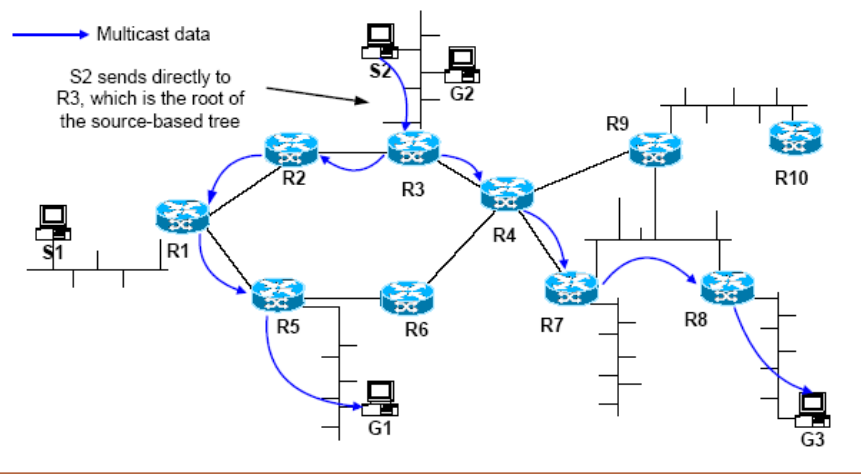 Multicast data
S2 sends directly to
R3, which is the root of
the source-based tree
S2
G2
R9
R2
R3
R10
R4
S1
R1
R5
R6
R7
R8
G1
G3